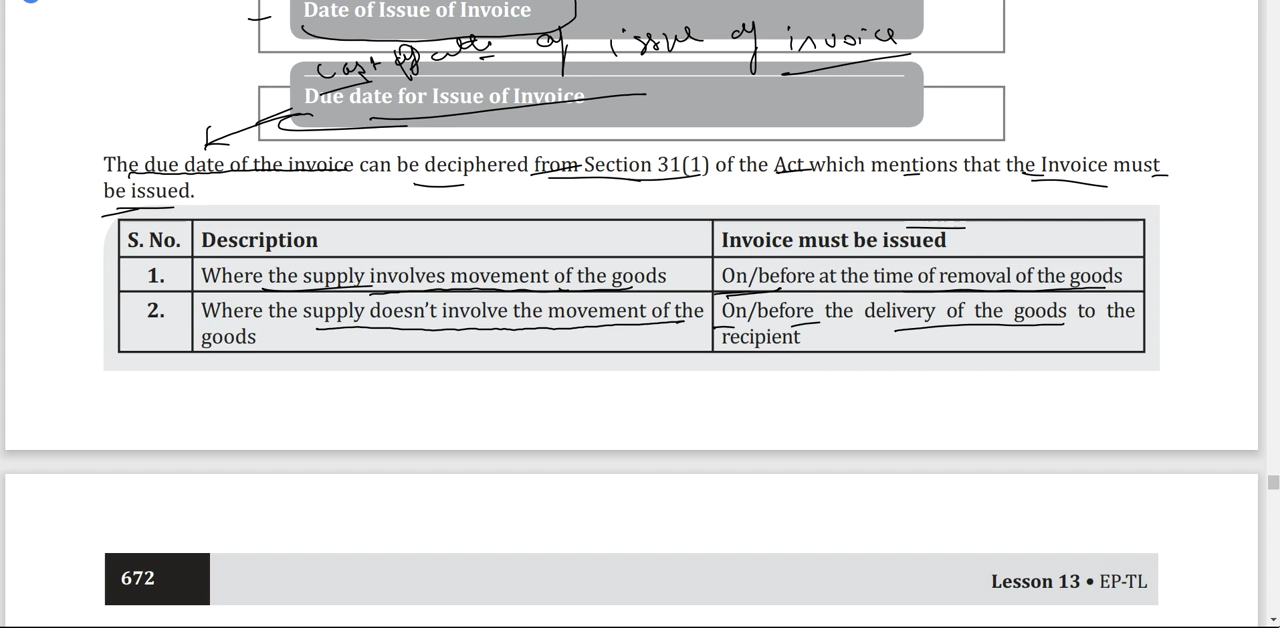 Date of Issue of Invoice
of issue of invoice
Due date for Issue of Invoice
The due date of the invoice can be deciphered from Section 31(1) of the Act which mentions that the Invoice must
be issued.
S. No. Description Invoice must be issued
1. Where the supply involves movement of the goods On/before at the time of removal of the goods
2. Where the supply doesn't involve the movement of the On/before the delivery of the goods to the
goods recipient
672
Lesson 13 • EP-TL